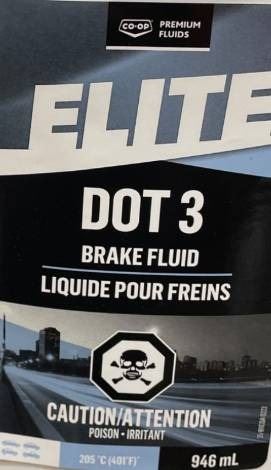 CO-OP PREMIUM
FLUIDS
ELITE
DOT 3
BRAKE FLUID
LIQUIDE POUR FREINS
CAUTION/ATTENTION
POISON • IRRITANT
205 °C (401°F)* 946 mL